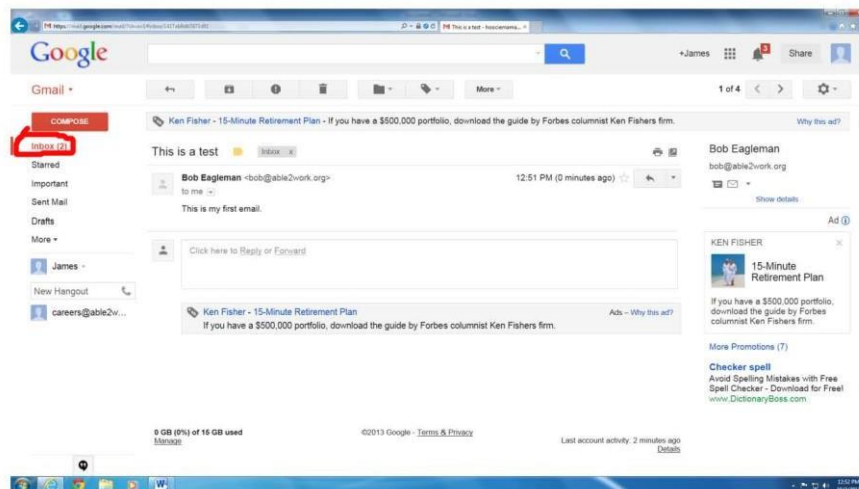 M This is a test - hoosiermama... ×
Google
+James
3
Share
Gmail
More
1 of 4
COMPOSE
Inbox (2)
Starred
Important
Sent Mail
Drafts
More
James
New Hangout
careers@able2w...
Ken Fisher - 15-Minute Retirement Plan - If you have a $500,000 portfolio, download the guide by Forbes columnist Ken Fishers firm.
Why this ad?
This is a test
Inbox x
Bob Eagleman <bob@able2work.org>
12:51 PM (0 minutes ago)
to me
This is my first email.
Click here to Reply or Forward
Ken Fisher - 15-Minute Retirement Plan
Ads – Why this ad?
If you have a $500,000 portfolio, download the guide by Forbes columnist Ken Fishers firm.
Bob Eagleman
bob@able2work.org
Show details
Ad
KEN FISHER
15-Minute
Retirement Plan
If you have a $500,000 portfolio,
download the guide by Forbes
columnist Ken Fishers firm.
More Promotions (7)
Checker spell
Avoid Spelling Mistakes with Free
Spell Checker - Download for Free!
www.DictionaryBoss.com
0 GB (0%) of 15 GB used
Manage
©2013 Google - Terms & Privacy
Last account activity: 2 minutes ago
Details
12:52 PM